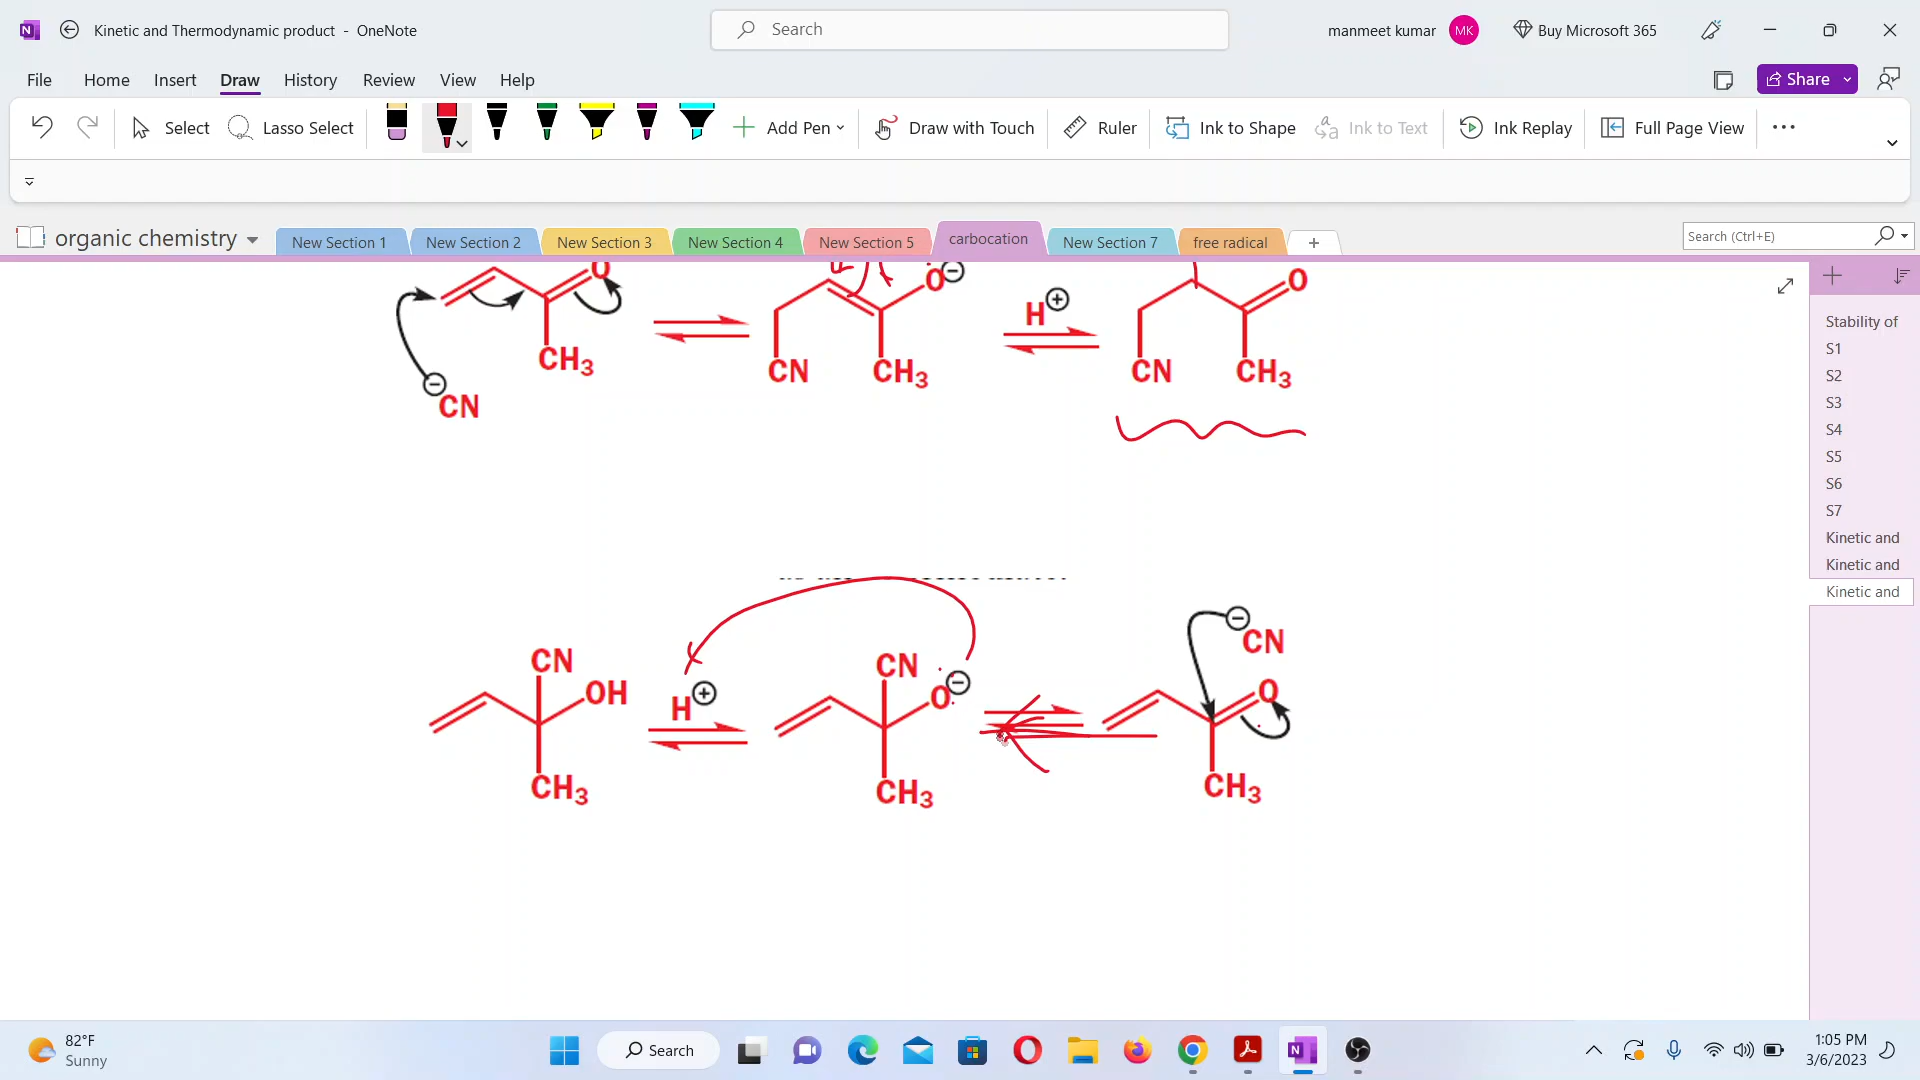 Kinetic and Thermodynamic product - OneNote
Search
manmeet kumar
MK
Buy Microsoft 365
File Home Insert Draw History Review View Help
Share
Select
Lasso Select
Add Pen
Draw with Touch
Ruler
Ink to Shape
Ink to Text
Ink Replay
Full Page View
organic chemistry
New Section 1
New Section 2
New Section 3
New Section 4
New Section 5
carbocation
New Section 7
free radical
Search (Ctrl+E)
Stability of
S1
S2
S3
S4
S5
S6
S7
Kinetic and
Kinetic and
Kinetic and
O
CH3
⊖
CN
O⊖
CN
CH3
H⊕
O
CN
CH3
CN
OH
CH3
H⊕
CN
O⊖
CH3
⊖
CN
O
CH3
82°F
Sunny
Search
1:05 PM
3/6/2023